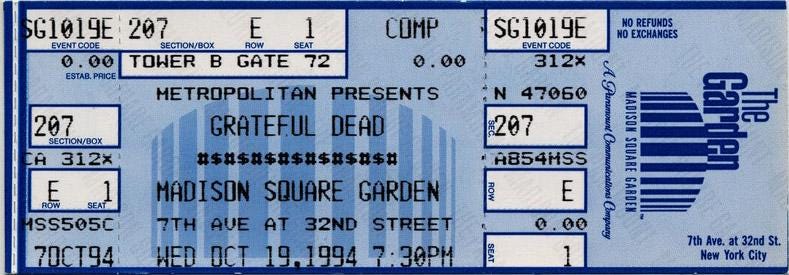 SG1019E 207 E 1 COMP SG1019E
EVENT CODE SECTION/BOX ROW SEAT EVENT CODE
0.00 TOWER B GATE 72 0.00 312X
ESTAB. PRICE
METROPOLITAN PRESENTS N 47060
207 GRATEFUL DEAD SEC. 207
SECTION/BOX
CA 312X #$#$#$#$#$#$#$# A854MSS
E 1 MADISON SQUARE GARDEN ROW E
ROW SEAT
MSS505C 7TH AVE AT 32ND STREET 0.00
7OCT94 WED OCT 19,1994 7:30PM SEAT 1
NO REFUNDS
NO EXCHANGES
A Paramount Communications Company
MADISON SQUARE GARDEN™
The
Garden
7th Ave. at 32nd St.
New York City